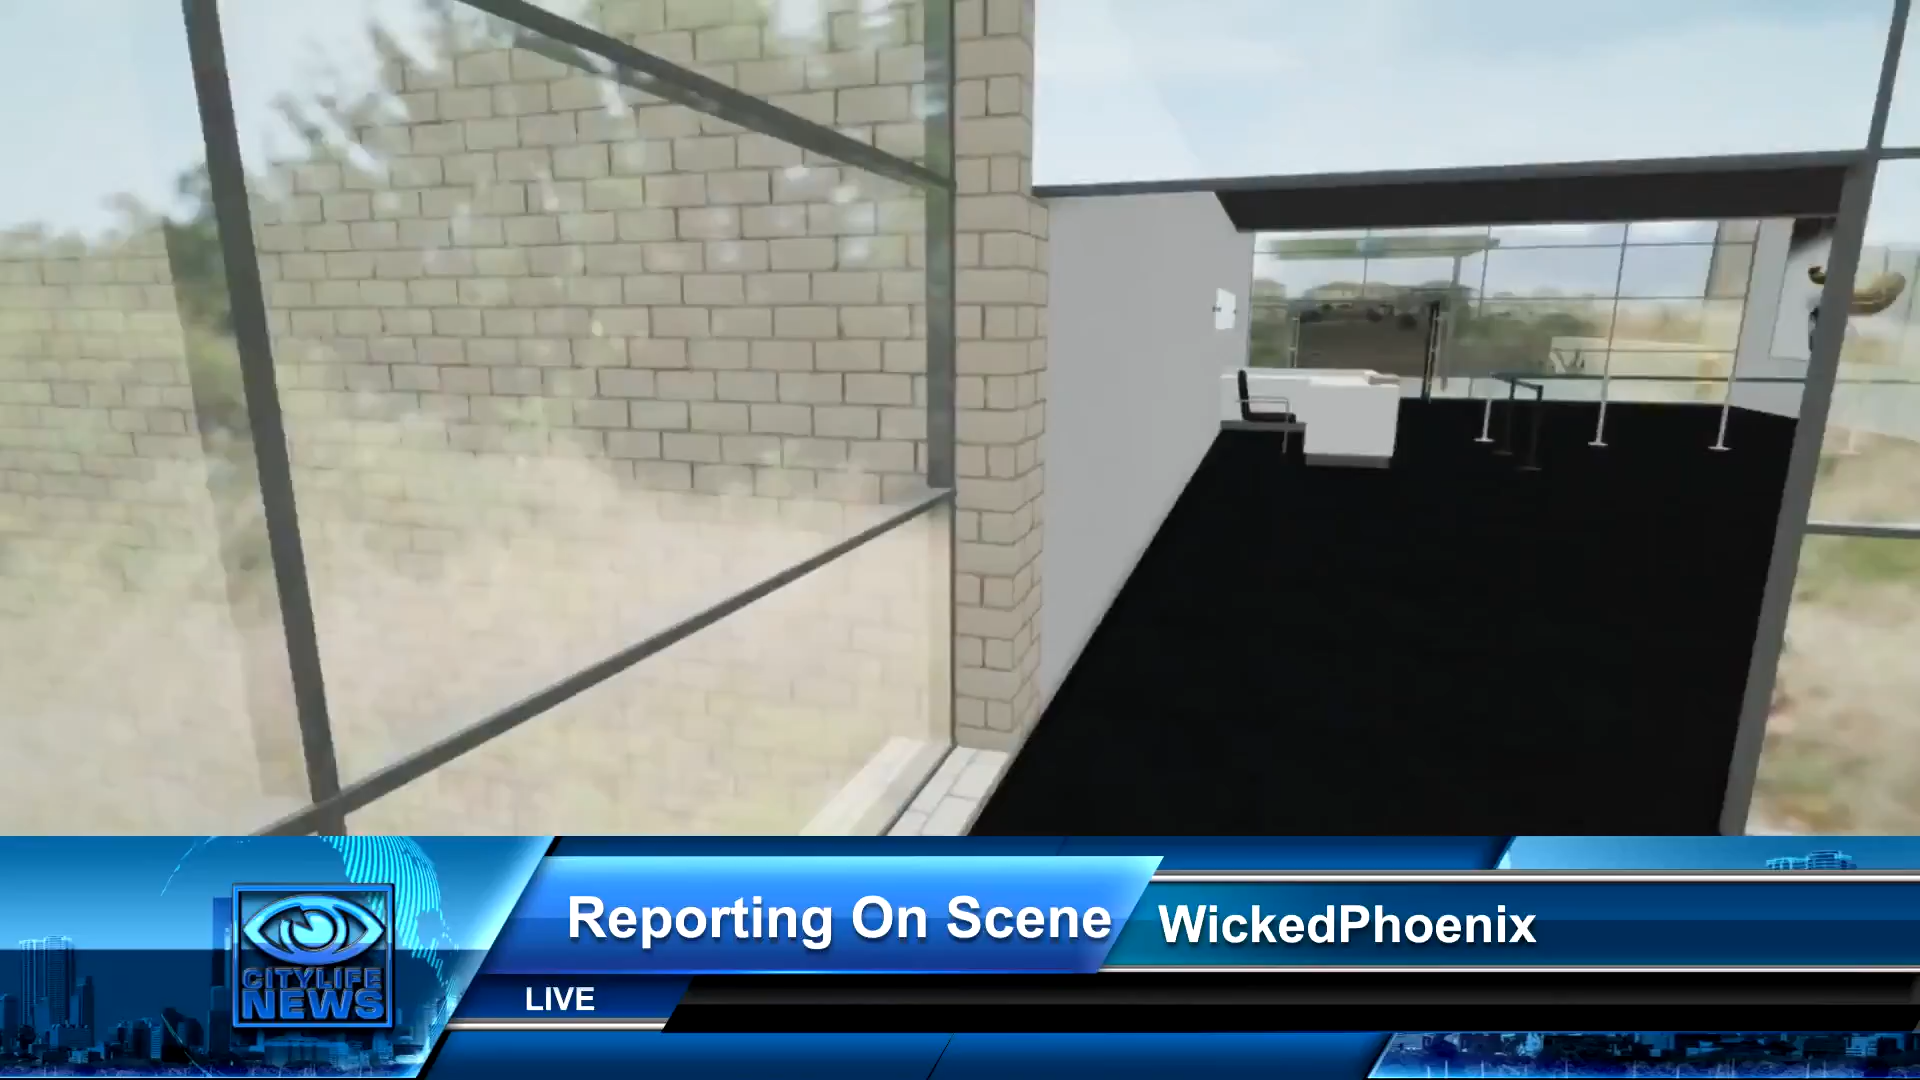 Reporting On Scene
WickedPhoenix
CITYLIFE
NEWS
LIVE